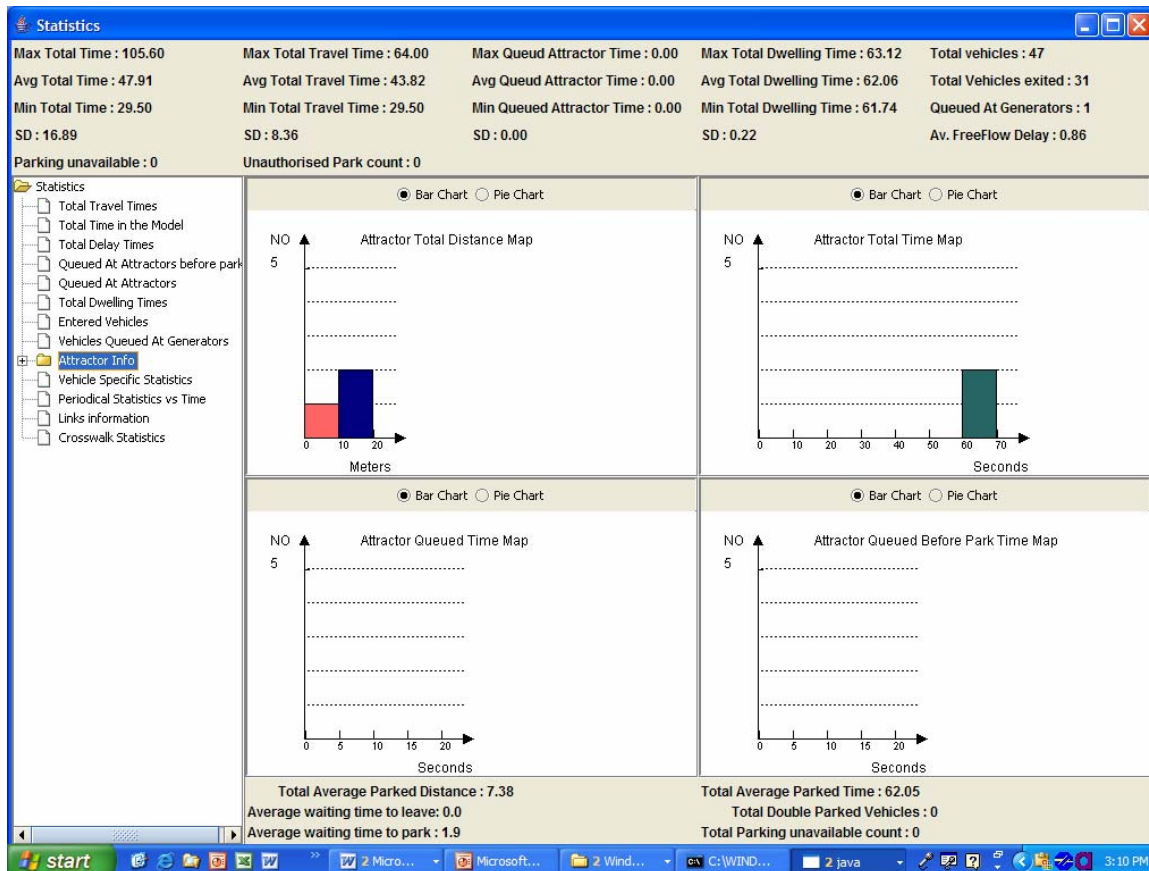 Statistics
Max Total Time : 105.60 Max Total Travel Time : 64.00 Max Queud Attractor Time : 0.00 Max Total Dwelling Time : 63.12 Total vehicles : 47
Avg Total Time : 47.91 Avg Total Travel Time : 43.82 Avg Queud Attractor Time : 0.00 Avg Total Dwelling Time : 62.06 Total Vehicles exited : 31
Min Total Time : 29.50 Min Total Travel Time : 29.50 Min Queued Attractor Time : 0.00 Min Total Dwelling Time : 61.74 Queued At Generators : 1
SD : 16.89 SD : 8.36 SD : 0.00 SD : 0.22 Av. FreeFlow Delay : 0.86
Parking unavailable : 0 Unauthorised Park count : 0
Statistics
Total Travel Times
Total Time in the Model
Total Delay Times
Queued At Attractors before park
Queued At Attractors
Total Dwelling Times
Entered Vehicles
Vehicles Queued At Generators
Attractor Info
Vehicle Specific Statistics
Periodical Statistics vs Time
Links information
Crosswalk Statistics
Bar Chart Pie Chart
NO Attractor Total Distance Map
5
0 10 20
Meters
Bar Chart Pie Chart
NO Attractor Total Time Map
5
0 10 20 30 40 50 60 70
Seconds
Bar Chart Pie Chart
NO Attractor Queued Time Map
5
0 5 10 15 20
Seconds
Bar Chart Pie Chart
NO Attractor Queued Before Park Time Map
5
0 5 10 15 20
Seconds
Total Average Parked Distance : 7.38 Total Average Parked Time : 62.05
Average waiting time to leave: 0.0 Total Double Parked Vehicles : 0
Average waiting time to park : 1.9 Total Parking unavailable count : 0
start 2 Micro... Microsoft... 2 Wind... C:\WIND... 2 java 3:10 PM